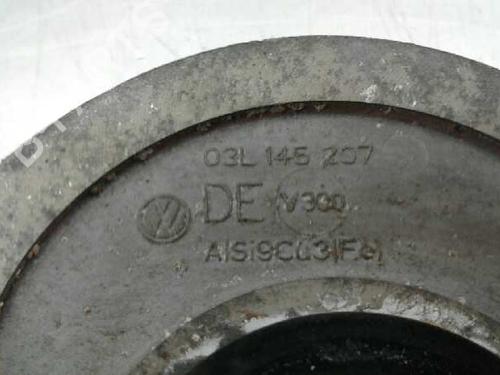 03L 145 207
DE V300
AlSi9Cu3(Fe)